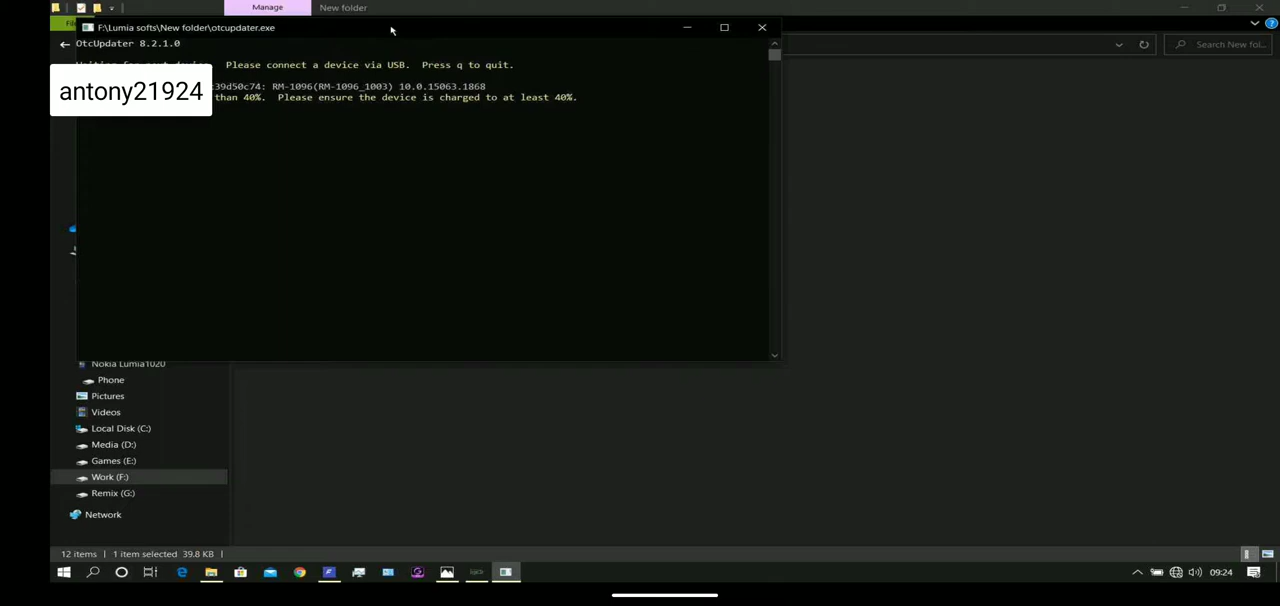 Manage
New folder
F:\Lumia softs\New folder\otcupdater.exe
OtcUpdater 8.2.1.0
Search New fol...
Please connect a device via USB. Press q to quit.
antony21924
39d50c74: RM-1096(RM-1096_1003) 10.0.15063.1868
than 40%. Please ensure the device is charged to at least 40%.
Nokia Lumia1020
Phone
Pictures
Videos
Local Disk (C:)
Media (D:)
Games (E:)
Work (F:)
Remix (G:)
Network
12 items
1 item selected 39.8 KB
09:24